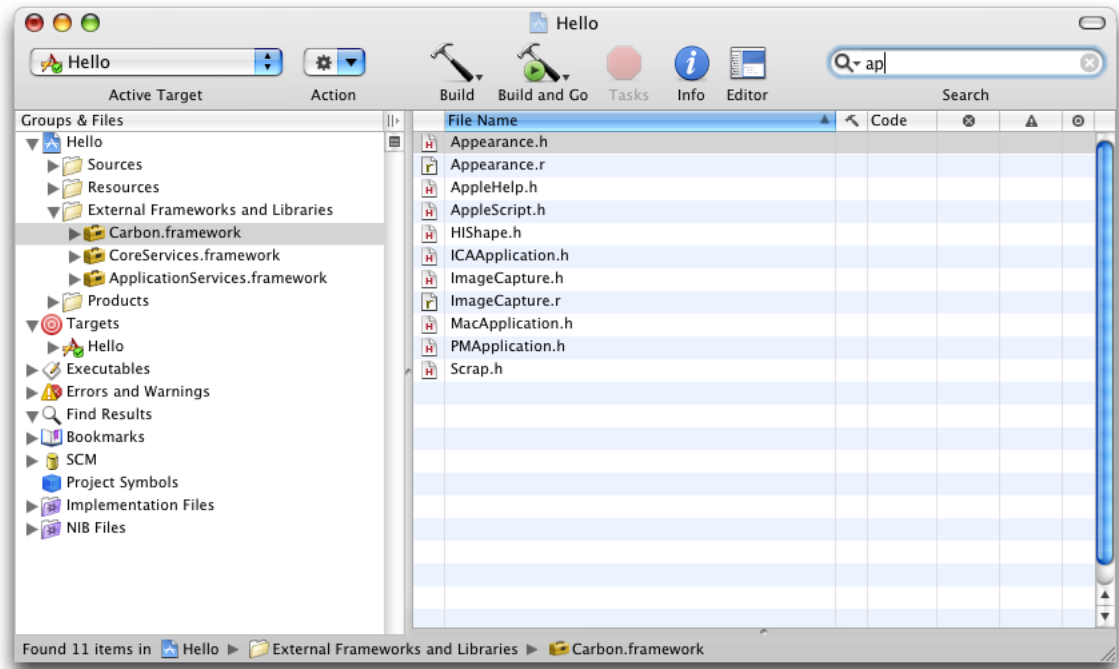 Hello
Hello
ap
Active Target
Action
Build
Build and Go
Tasks
Info
Editor
Search
Groups & Files
File Name
Code
Hello
Sources
Resources
External Frameworks and Libraries
Carbon.framework
CoreServices.framework
ApplicationServices.framework
Products
Targets
Hello
Executables
Errors and Warnings
Find Results
Bookmarks
SCM
Project Symbols
Implementation Files
NIB Files
Appearance.h
Appearance.r
AppleHelp.h
AppleScript.h
HIShape.h
ICAApplication.h
ImageCapture.h
ImageCapture.r
MacApplication.h
PMApplication.h
Scrap.h
Found 11 items in Hello External Frameworks and Libraries Carbon.framework